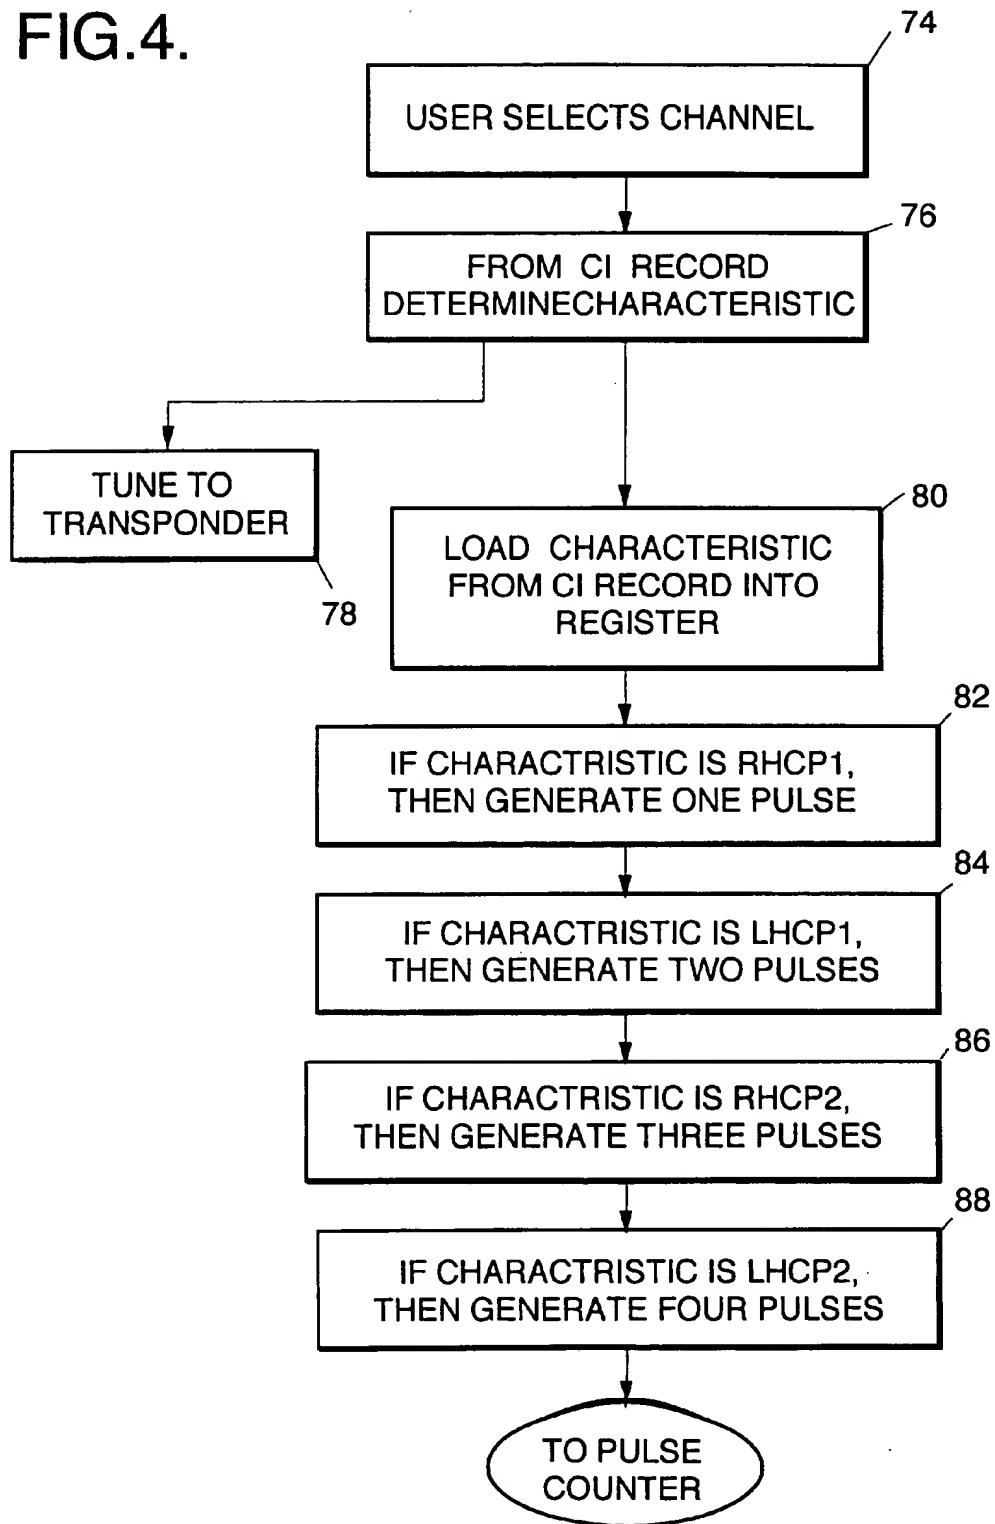 FIG.4.
74
USER SELECTS CHANNEL
76
FROM CI RECORD
DETERMINECHARACTERISTIC
TUNE TO
TRANSPONDER
78
80
LOAD CHARACTERISTIC
FROM CI RECORD INTO
REGISTER
82
IF CHARACTRISTIC IS RHCP1,
THEN GENERATE ONE PULSE
84
IF CHARACTRISTIC IS LHCP1,
THEN GENERATE TWO PULSES
86
IF CHARACTRISTIC IS RHCP2,
THEN GENERATE THREE PULSES
88
IF CHARACTRISTIC IS LHCP2,
THEN GENERATE FOUR PULSES
TO PULSE
COUNTER